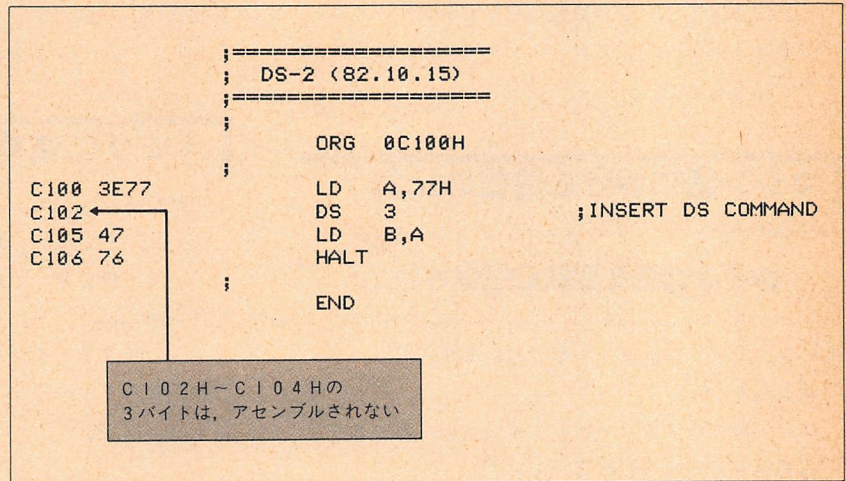 ;===================
;  DS-2 (82.10.15)
;===================
;
ORG 0C100H
;
C100 3E77 LD A,77H
C102 DS 3 ;INSERT DS COMMAND
C105 47 LD B,A
C106 76 HALT
;
END
C102H~C104Hの
3バイトは，アセンブルされない